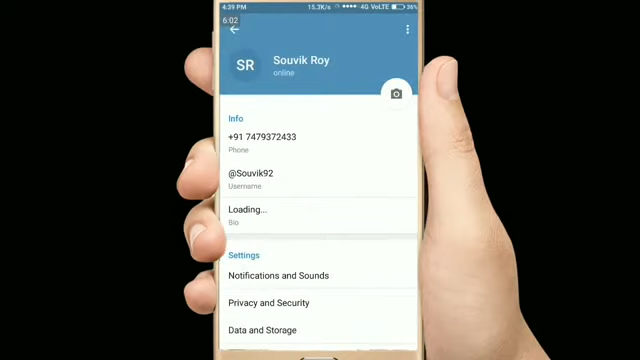 4:39 PM 15.3K/s 4G VoLTE 36%
6:02
SR
Souvik Roy
online
Info
+91 7479372433
Phone
@Souvik92
Username
Loading...
Bio
Settings
Notifications and Sounds
Privacy and Security
Data and Storage